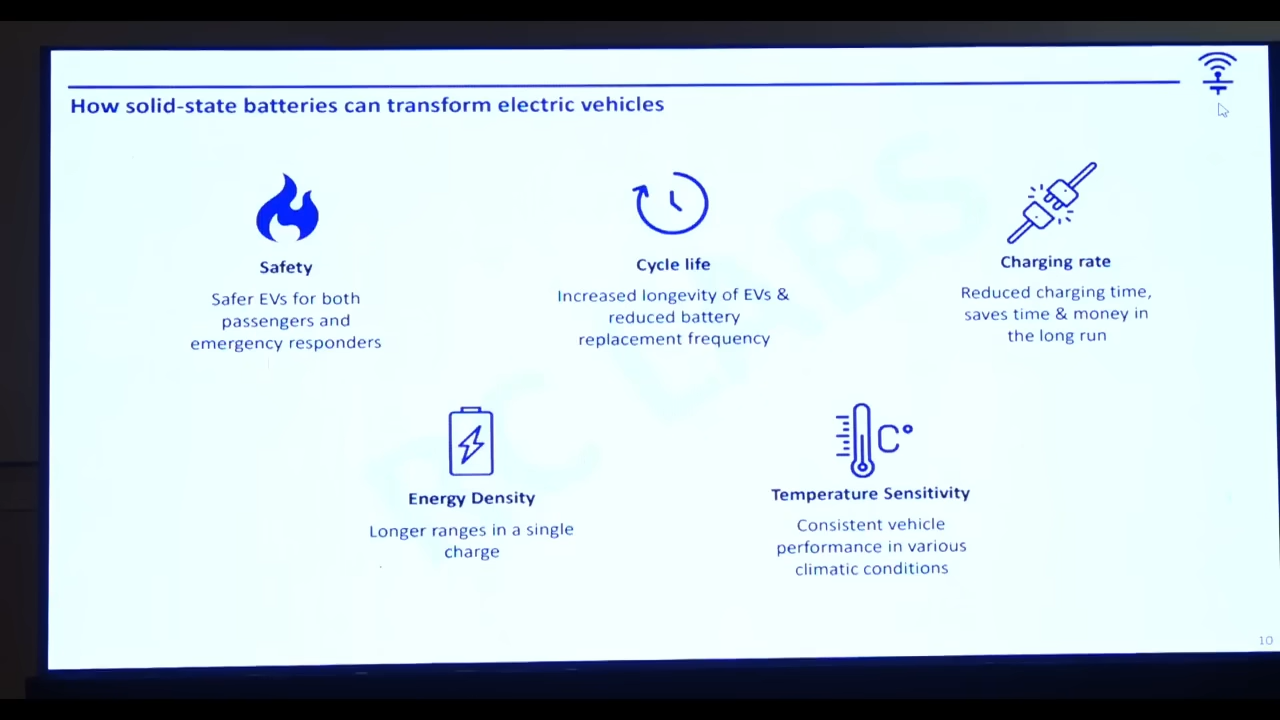 How solid-state batteries can transform electric vehicles
Safety
Safer EVs for both
passengers and
emergency responders
Cycle life
Increased longevity of EVs &
reduced battery
replacement frequency
Charging rate
Reduced charging time,
saves time & money in
the long run
Energy Density
Longer ranges in a single
charge
C°
Temperature Sensitivity
Consistent vehicle
performance in various
climatic conditions
10